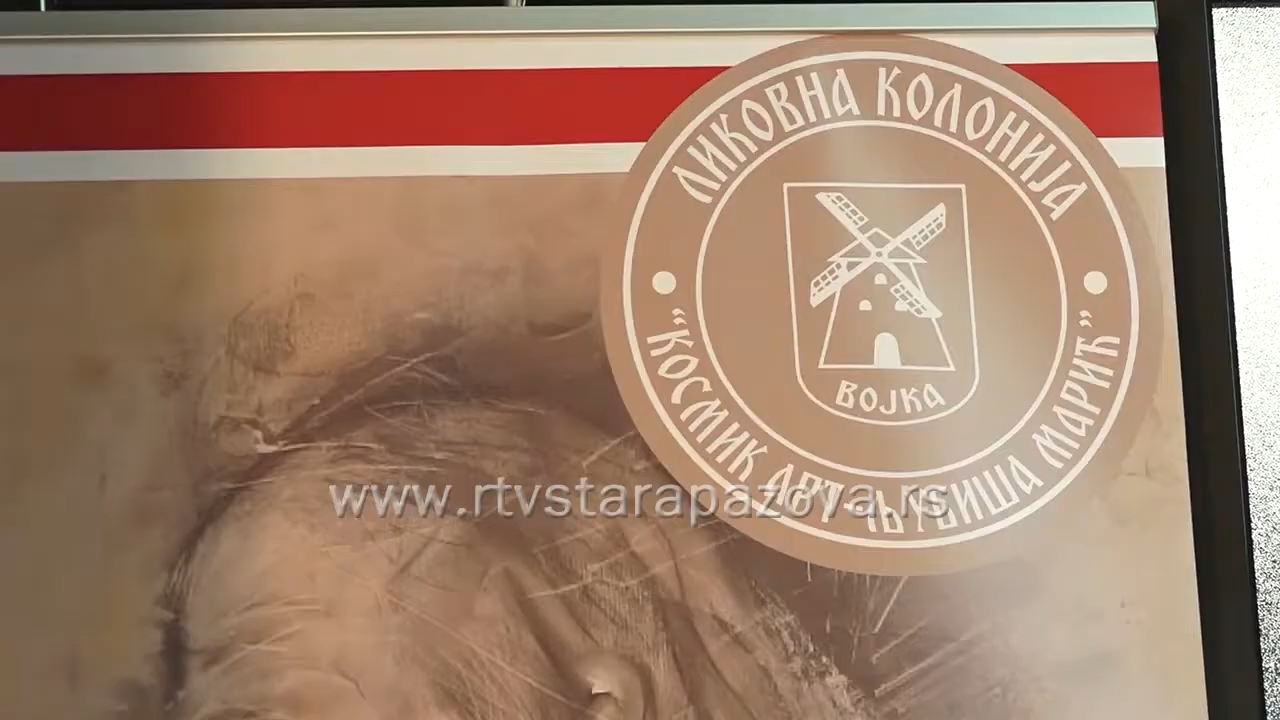 ЛИКОВНА КОЛОНИЈА
ВОЈКА
“КОСМИК АРТ-ЉУБИША МАРИЋ”
www.rtvstarapazova.rs